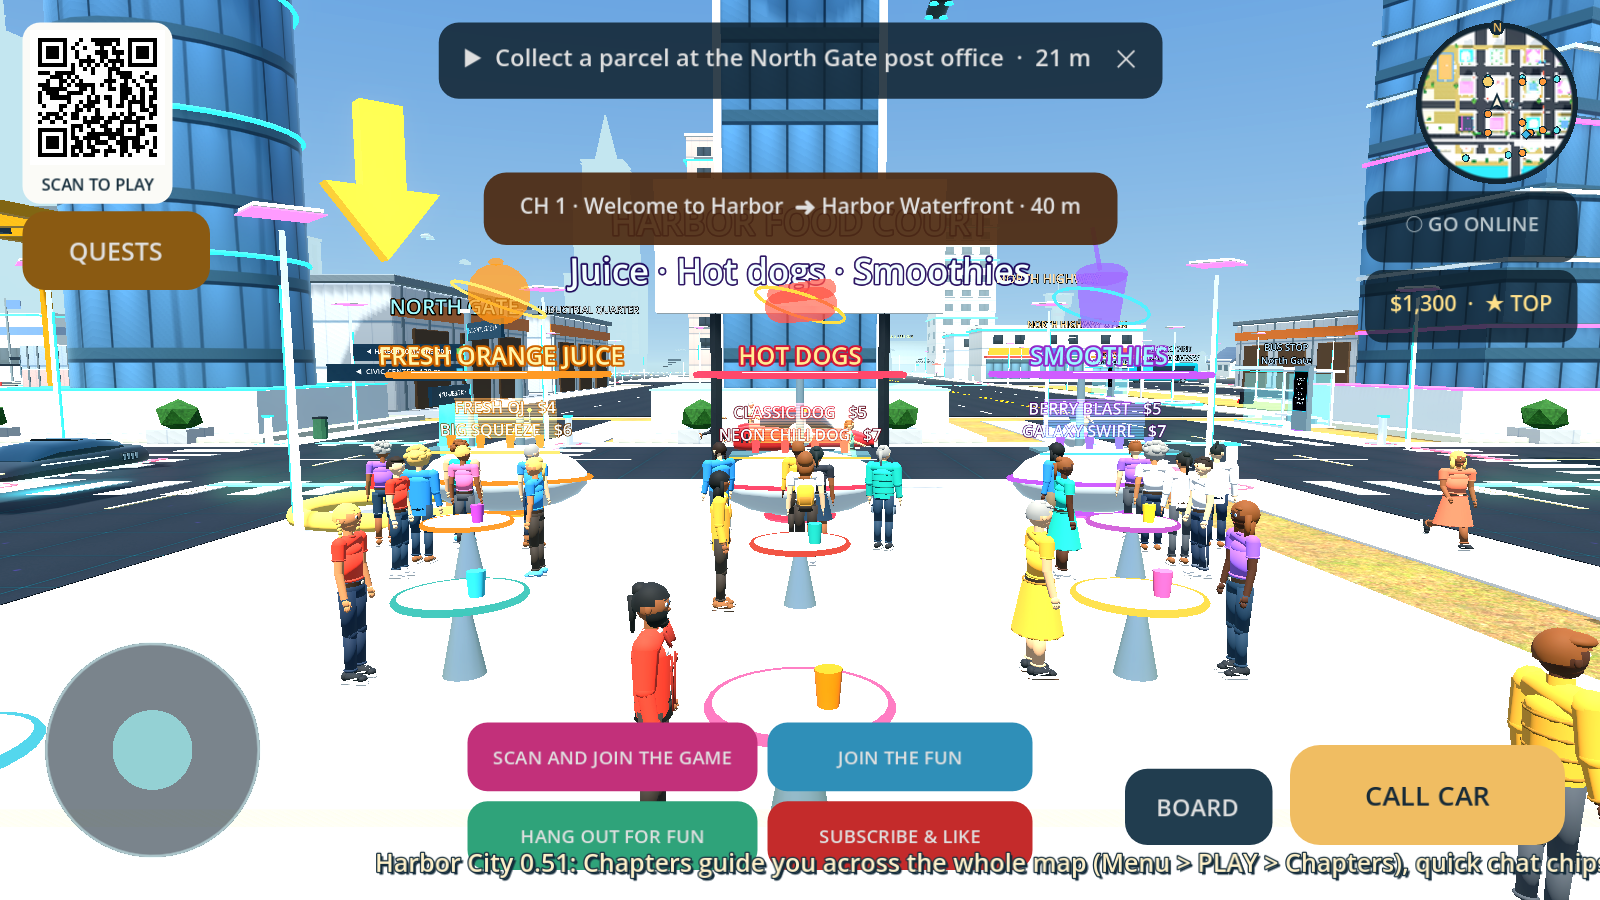 Collect a parcel at the North Gate post office · 21 m
SCAN TO PLAY
QUESTS
N
CH 1 · Welcome to Harbor ➔ Harbor Waterfront · 40 m
HARBOR FOOD COURT
Juice · Hot dogs · Smoothies
GO ONLINE
$1,300 · ★ TOP
NORTH GATE
FRESH ORANGE JUICE
HOT DOGS
SMOOTHIES
BUS STOP
North Gate
FRESH OJ $4
BIG SQUEEZE $6
CLASSIC DOG $5
NEON CHILI DOG $7
BERRY BLAST $5
GALAXY SWIRL $7
SCAN AND JOIN THE GAME
JOIN THE FUN
HANG OUT FOR FUN
SUBSCRIBE & LIKE
BOARD
CALL CAR
Harbor City 0.51: Chapters guide you across the whole map (Menu > PLAY > Chapters), quick chat chips